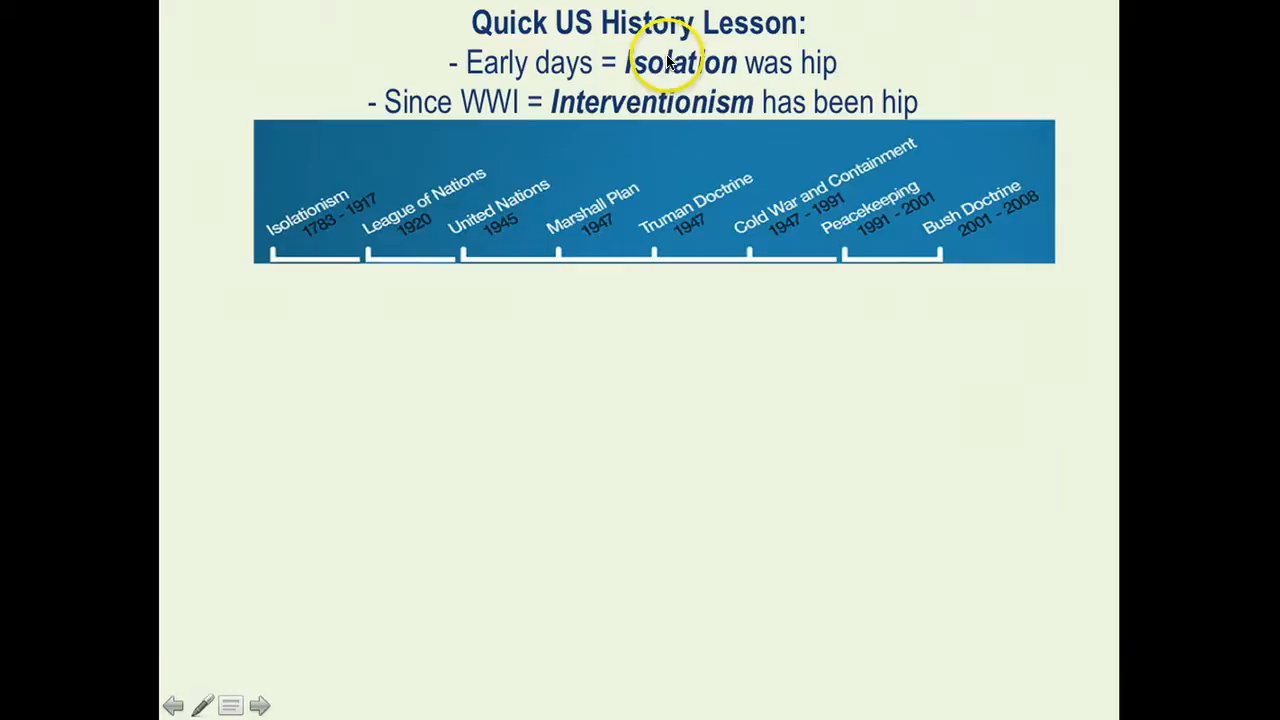 Quick US History Lesson:
- Early days = Isolation was hip
- Since WWI = Interventionism has been hip
Isolationism
1783 - 1917
League of Nations
1920
United Nations
1945
Marshall Plan
1947
Truman Doctrine
1947
Cold War and Containment
1947 - 1991
Peacekeeping
1991 - 2001
Bush Doctrine
2001 - 2008